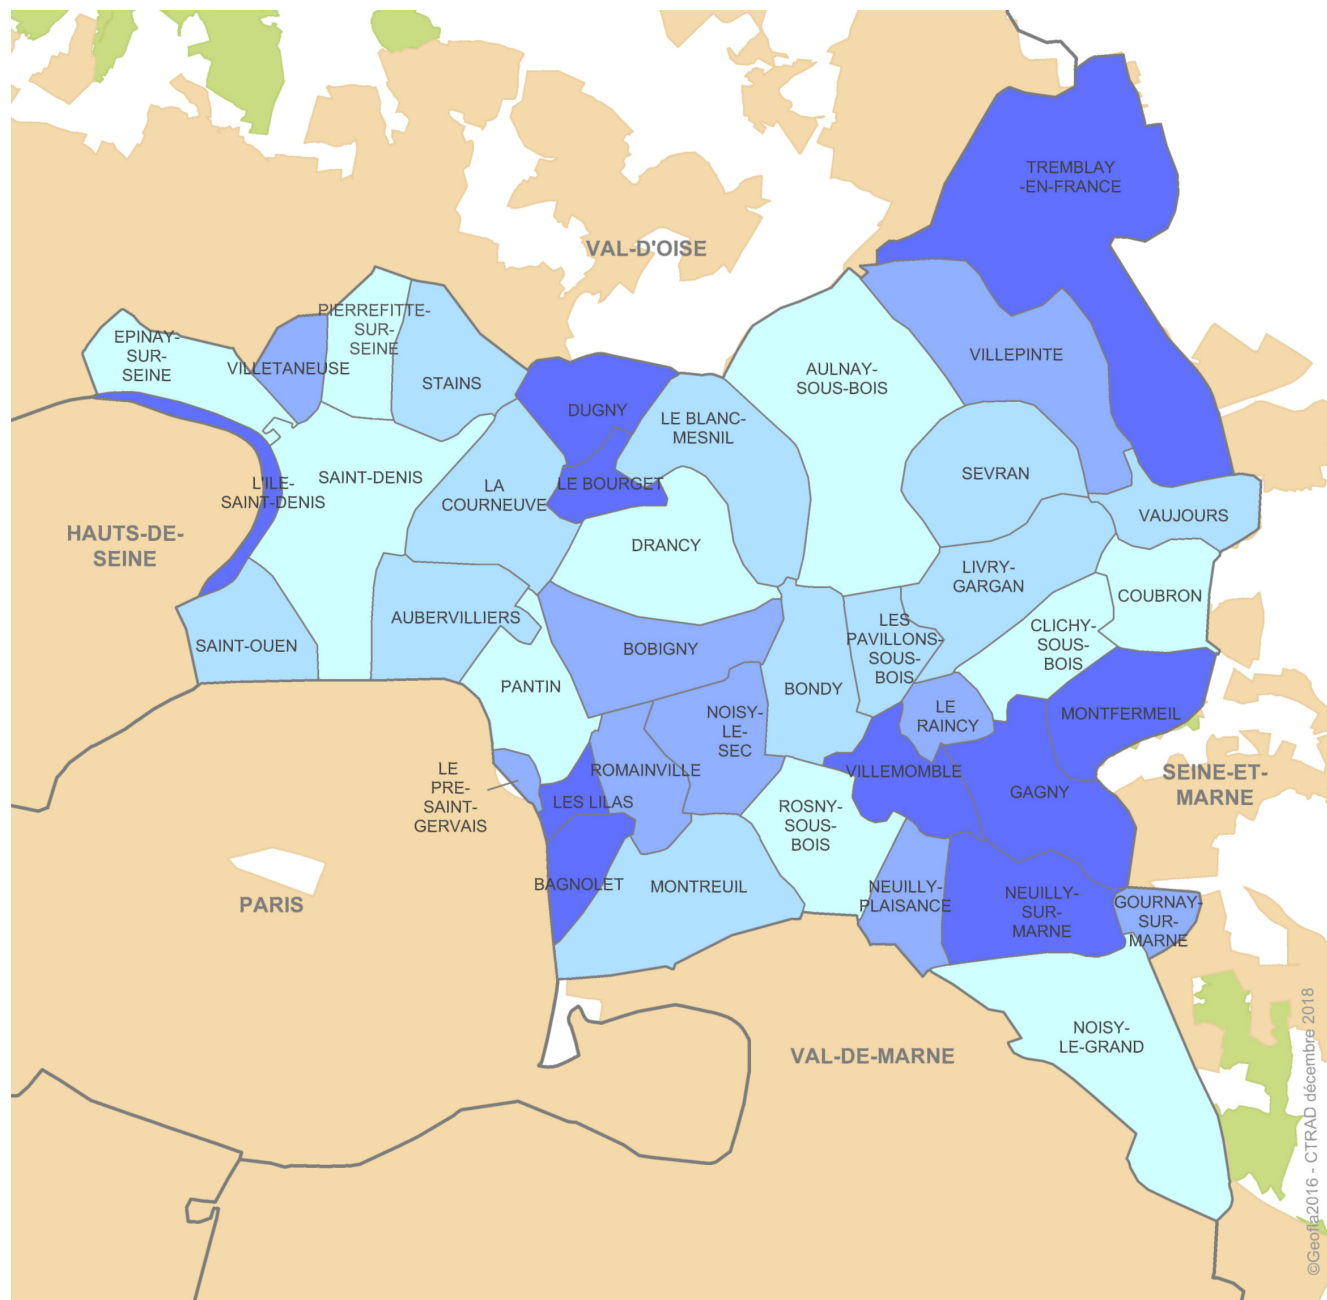 TREMBLAY
-EN-FRANCE
VAL-D'OISE
PIERREFITTE-
SUR-
SEINE
EPINAY-
SUR-
SEINE
VILLETANEUSE
STAINS
VILLEPINTE
AULNAY-
SOUS-BOIS
DUGNY
LE BLANC-
MESNIL
SAINT-DENIS
L'ILE-
SAINT-DENIS
LA
COURNEUVE
LE BOURGET
SEVRAN
VAUJOURS
HAUTS-DE-
SEINE
DRANCY
LIVRY-
GARGAN
COUBRON
AUBERVILLIERS
SAINT-OUEN
BOBIGNY
LES
PAVILLONS-
SOUS-
BOIS
CLICHY-
SOUS-
BOIS
PANTIN
BONDY
NOISY-
LE-
SEC
LE
RAINCY
MONTFERMEIL
LE
PRE-
SAINT-
GERVAIS
ROMAINVILLE
VILLEMOMBLE
GAGNY
SEINE-ET-
MARNE
LES LILAS
ROSNY-
SOUS-
BOIS
BAGNOLET
MONTREUIL
NEUILLY-
PLAISANCE
NEUILLY-
SUR-
MARNE
GOURNAY-
SUR-
MARNE
PARIS
NOISY-
LE-GRAND
VAL-DE-MARNE
©Geofla2016 - CTRAD décembre 2018